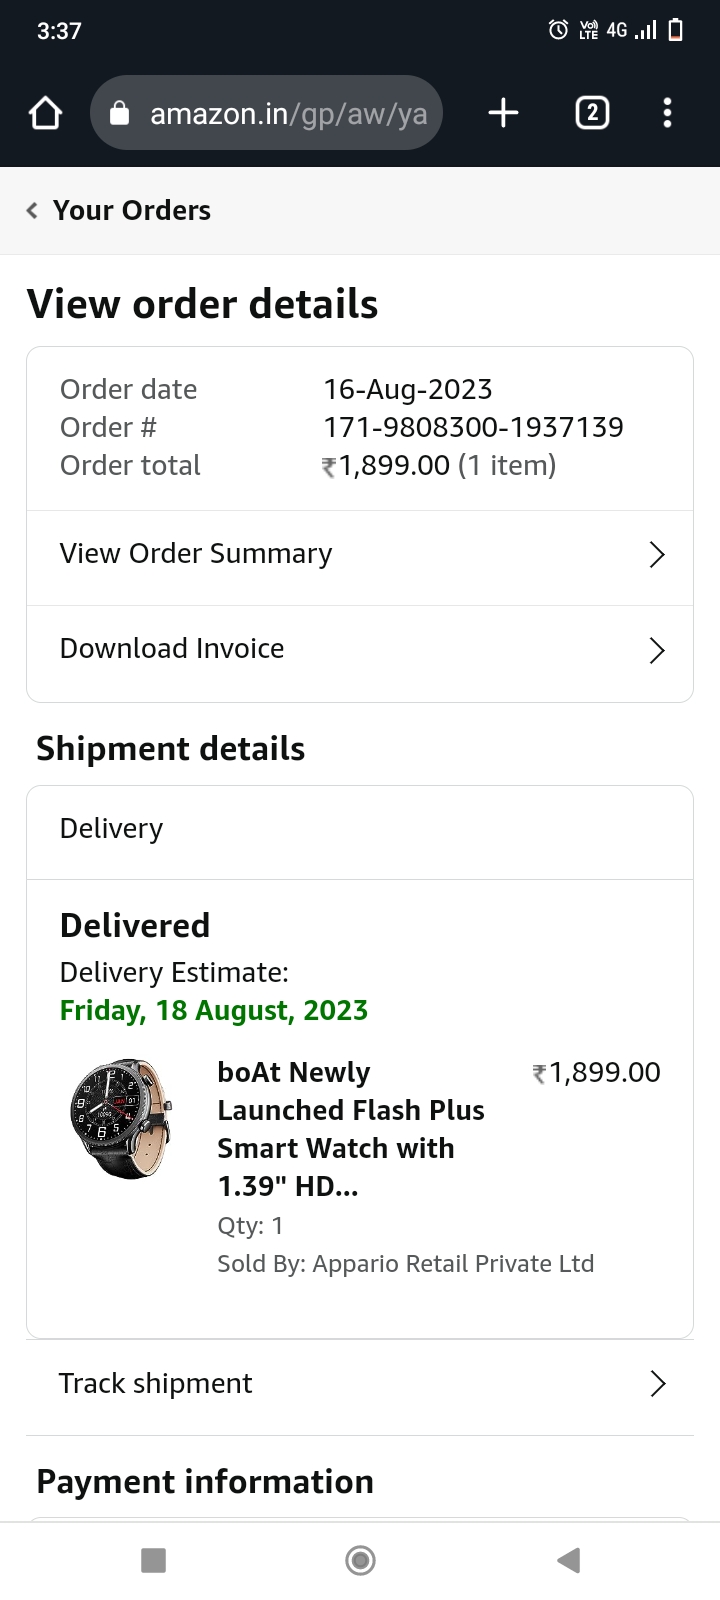 3:37
Vo) LTE 4G
amazon.in/gp/aw/ya
2
Your Orders
View order details
Order date 16-Aug-2023
Order # 171-9808300-1937139
Order total ₹1,899.00 (1 item)
View Order Summary
Download Invoice
Shipment details
Delivery
Delivered
Delivery Estimate:
Friday, 18 August, 2023
boAt Newly ₹1,899.00
Launched Flash Plus
Smart Watch with
1.39" HD...
Qty: 1
Sold By: Appario Retail Private Ltd
Track shipment
Payment information